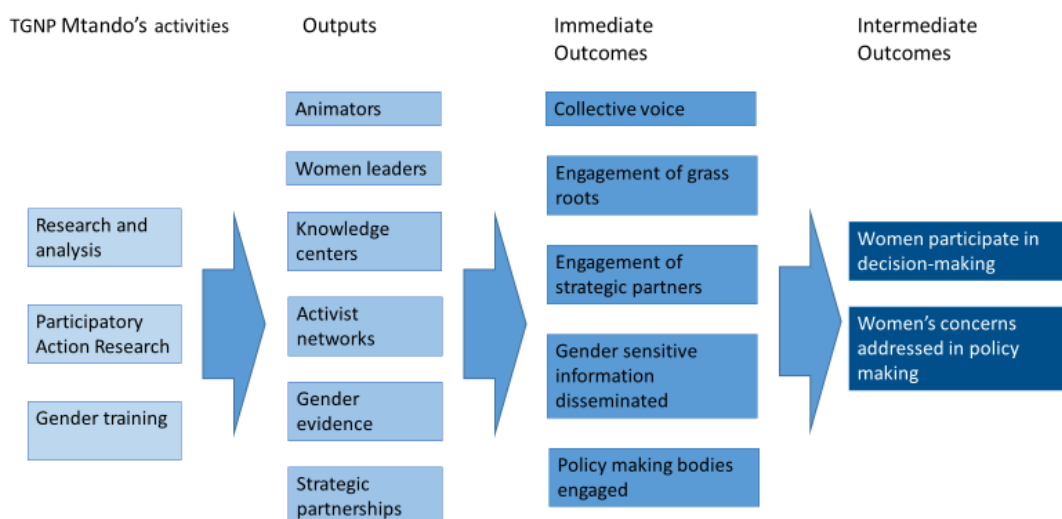 TGNP Mtando's activities
Outputs
Immediate
Outcomes
Intermediate
Outcomes
Research and
analysis
Participatory
Action Research
Gender training
Animators
Women leaders
Knowledge
centers
Activist
networks
Gender
evidence
Strategic
partnerships
Collective voice
Engagement of grass
roots
Engagement of
strategic partners
Gender sensitive
information
disseminated
Policy making bodies
engaged
Women participate in
decision-making
Women's concerns
addressed in policy
making